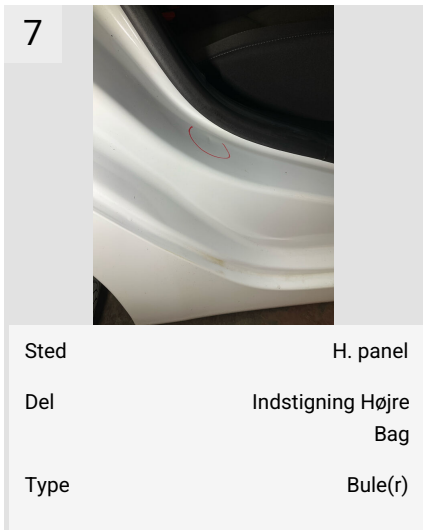 7
Sted H. panel
Del Indstigning Højre
Bag
Type Bule(r)